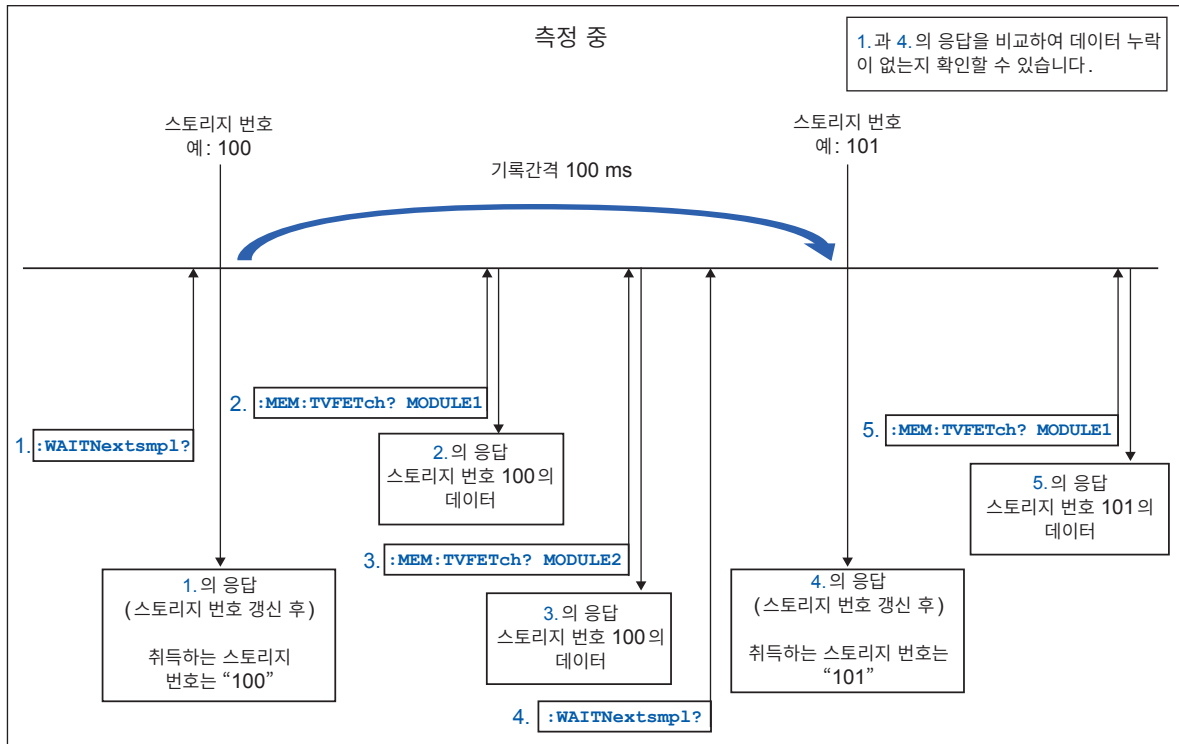 측정 중
1.과 4.의 응답을 비교하여 데이터 누락
이 없는지 확인할 수 있습니다.
스토리지 번호
예: 100
스토리지 번호
예: 101
기록간격 100 ms
1. :WAITNextsmpl?
2. :MEM:TVFETch? MODULE1
2.의 응답
스토리지 번호 100의
데이터
3. :MEM:TVFETch? MODULE2
3.의 응답
스토리지 번호 100의
데이터
4. :WAITNextsmpl?
5. :MEM:TVFETch? MODULE1
5.의 응답
스토리지 번호 101의
데이터
1.의 응답
(스토리지 번호 갱신 후)
취득하는 스토리지
번호는 “100”
4.의 응답
(스토리지 번호 갱신 후)
취득하는 스토리지 번호는
“101”